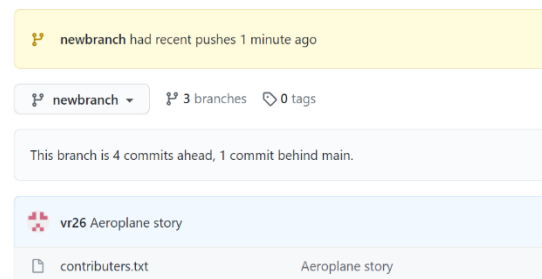 newbranch had recent pushes 1 minute ago
newbranch 3 branches 0 tags
This branch is 4 commits ahead, 1 commit behind main.
vr26 Aeroplane story
contributers.txt Aeroplane story